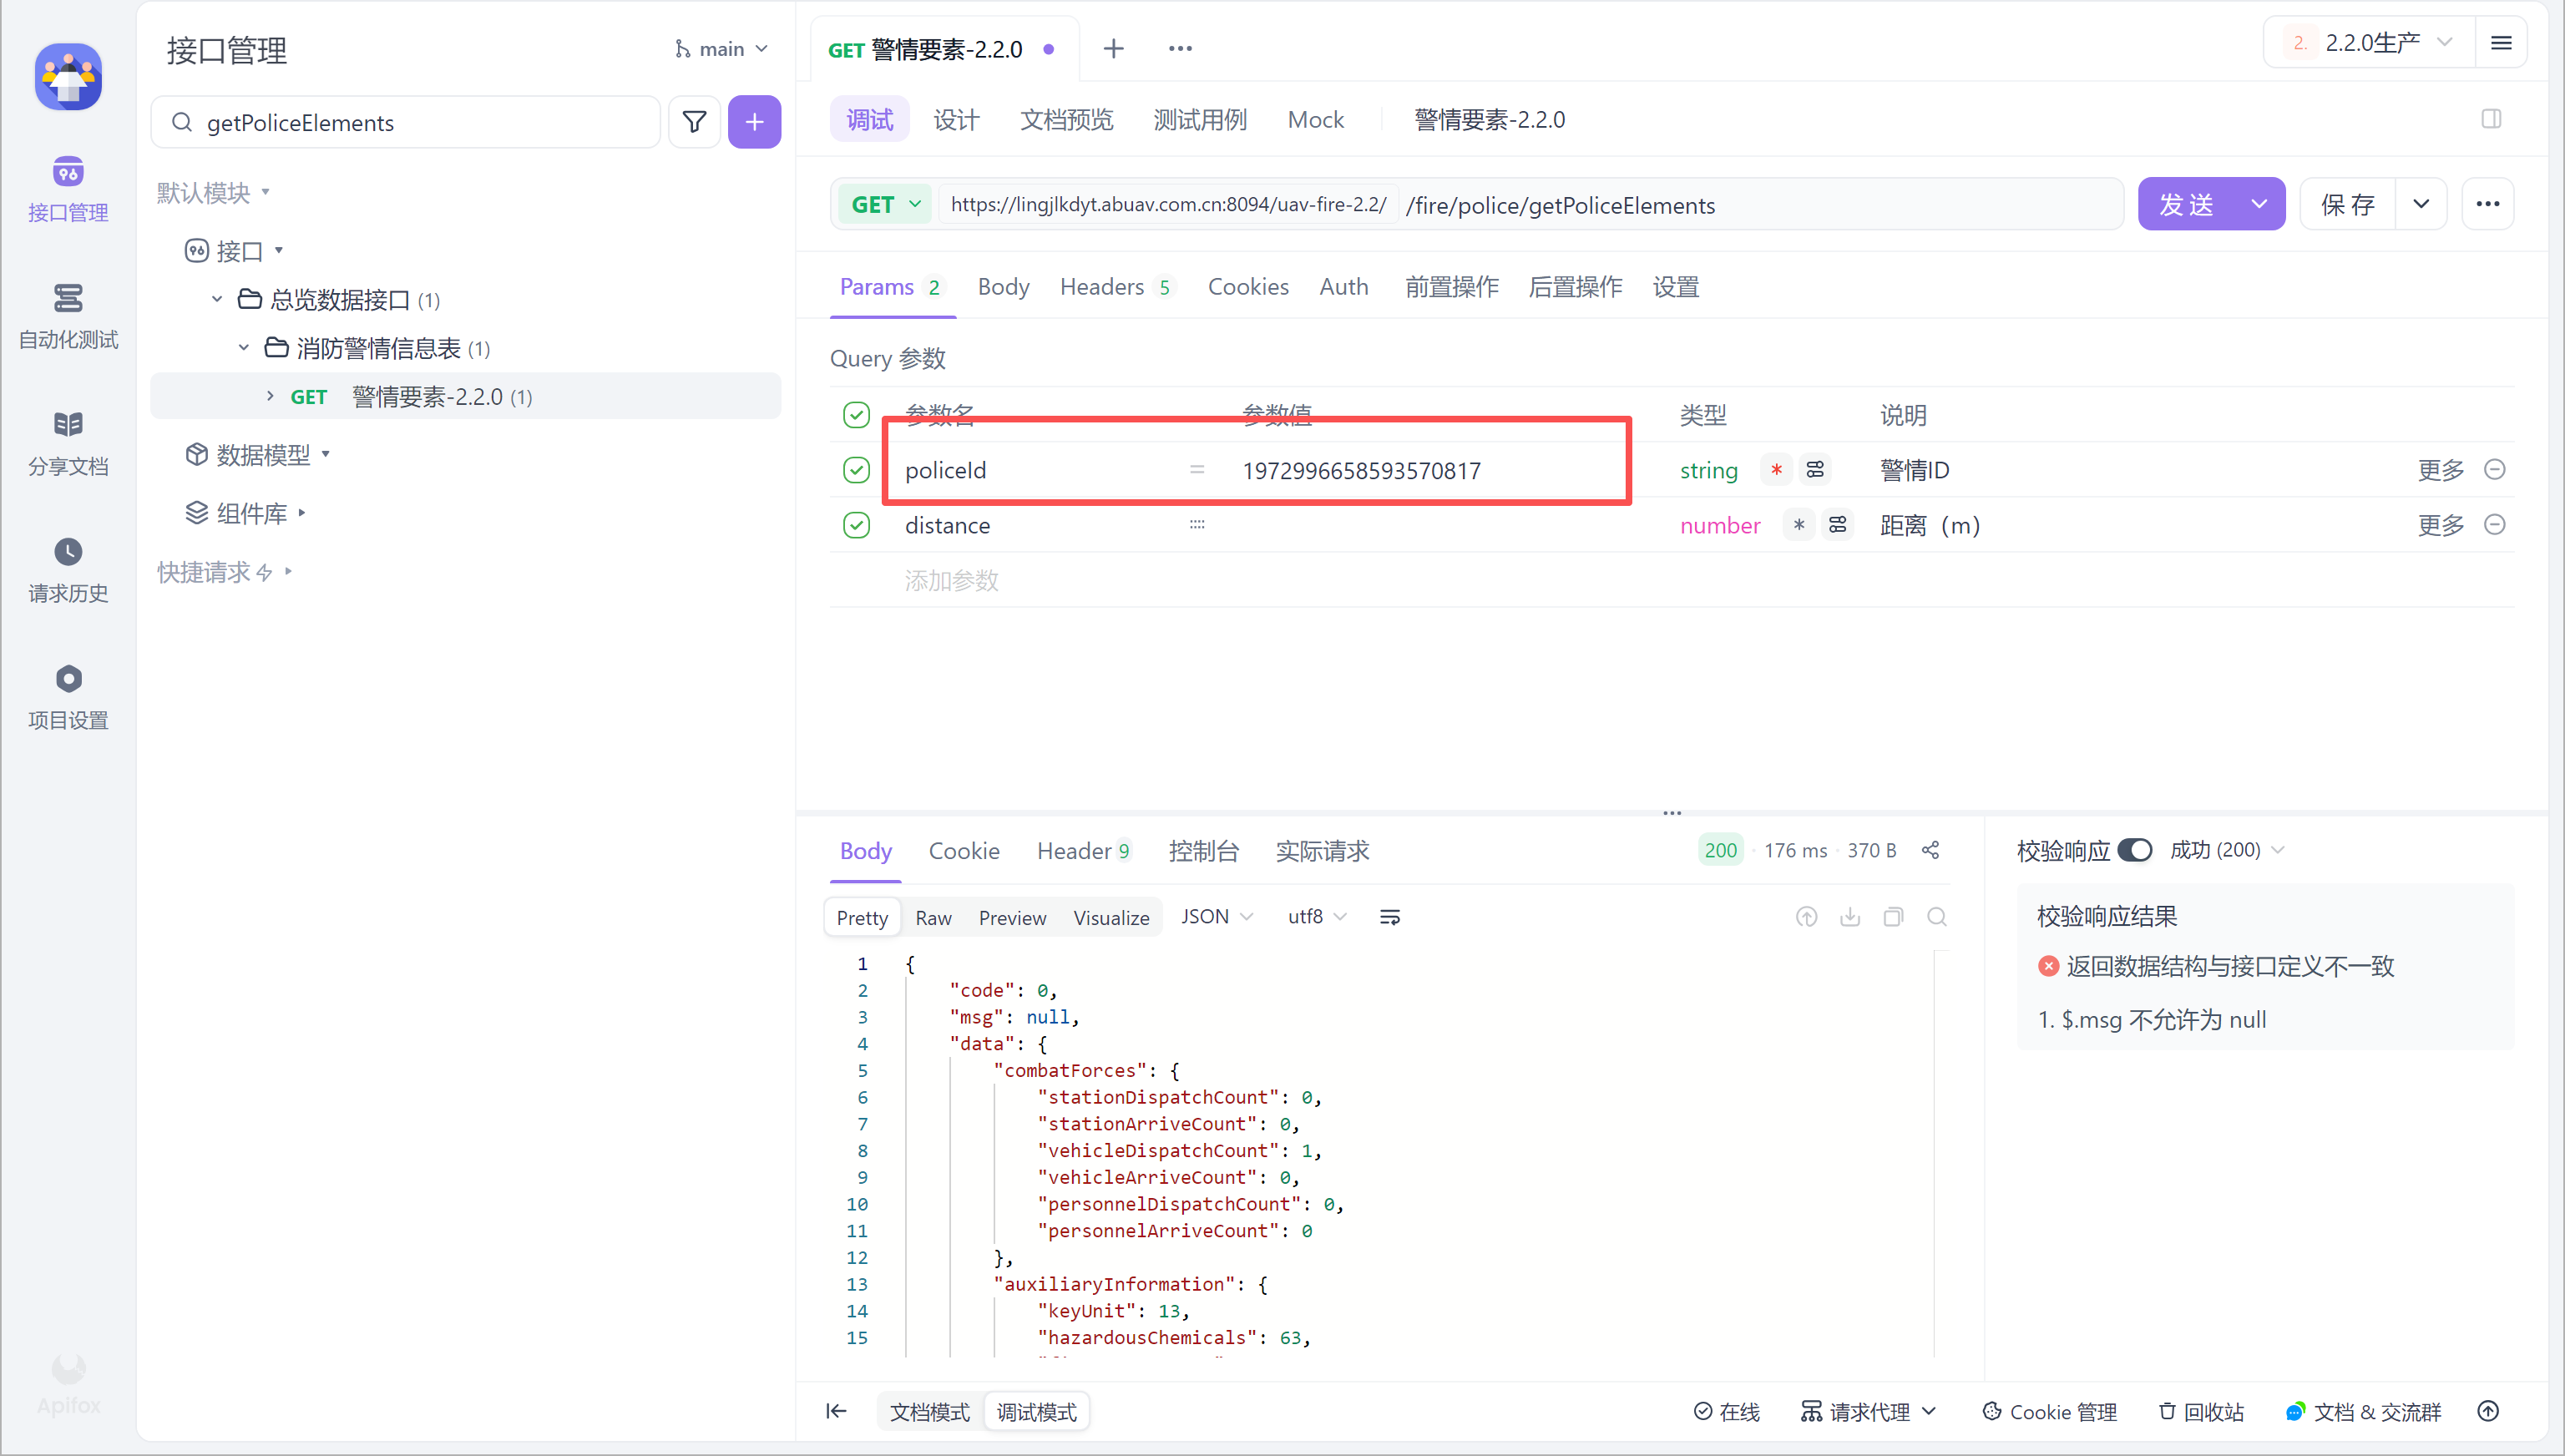 接口管理
main
getPoliceElements
默认模块
接口
总览数据接口 (1)
消防警情信息表 (1)
GET 警情要素-2.2.0 (1)
数据模型
组件库
快捷请求
接口管理
自动化测试
分享文档
请求历史
项目设置
Apifox
GET 警情要素-2.2.0
2. 2.2.0生产
调试 设计 文档预览 测试用例 Mock 警情要素-2.2.0
GET https://lingjlkdyt.abuav.com.cn:8094/uav-fire-2.2/ /fire/police/getPoliceElements 发 送 保 存
Params 2 Body Headers 5 Cookies Auth 前置操作 后置操作 设置
Query 参数
参数名 参数值 类型 说明
policeId = 1972996658593570817 string * 警情ID 更多
distance number * 距离（m） 更多
添加参数
Body Cookie Header 9 控制台 实际请求 200 · 176 ms · 370 B
Pretty Raw Preview Visualize JSON utf8
1 {
2 "code": 0,
3 "msg": null,
4 "data": {
5 "combatForces": {
6 "stationDispatchCount": 0,
7 "stationArriveCount": 0,
8 "vehicleDispatchCount": 1,
9 "vehicleArriveCount": 0,
10 "personnelDispatchCount": 0,
11 "personnelArriveCount": 0
12 },
13 "auxiliaryInformation": {
14 "keyUnit": 13,
15 "hazardousChemicals": 63,
校验响应 成功 (200)
校验响应结果
返回数据结构与接口定义不一致
1. $.msg 不允许为 null
文档模式 调试模式 在线 请求代理 Cookie 管理 回收站 文档 & 交流群